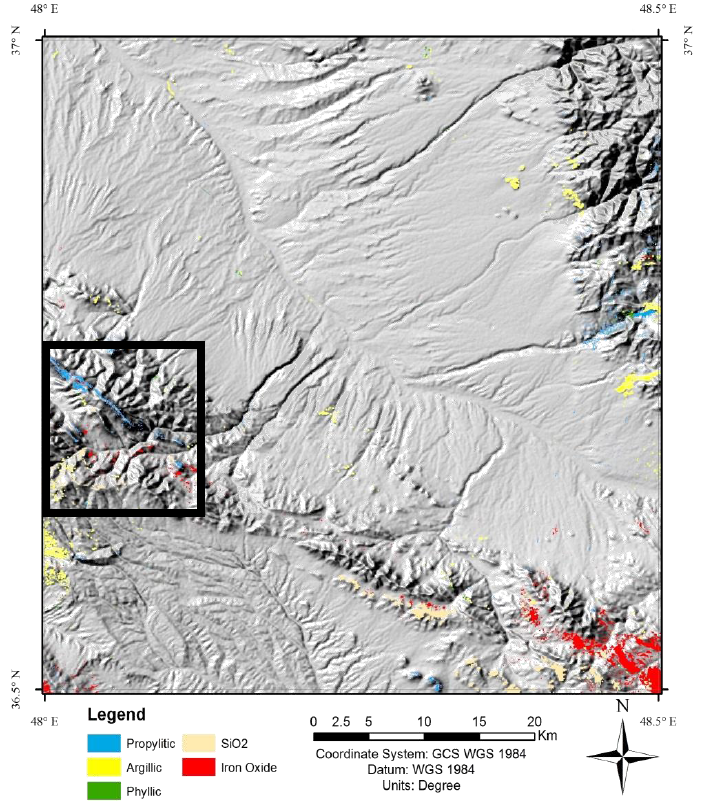 48° E
48.5° E
37° N
37° N
36.5° N
36.5° N
48° E
48.5° E
Legend
Propylitic
SiO2
Argillic
Iron Oxide
Phyllic
0 2.5 5 10 15 20
Km
Coordinate System: GCS WGS 1984
Datum: WGS 1984
Units: Degree
N